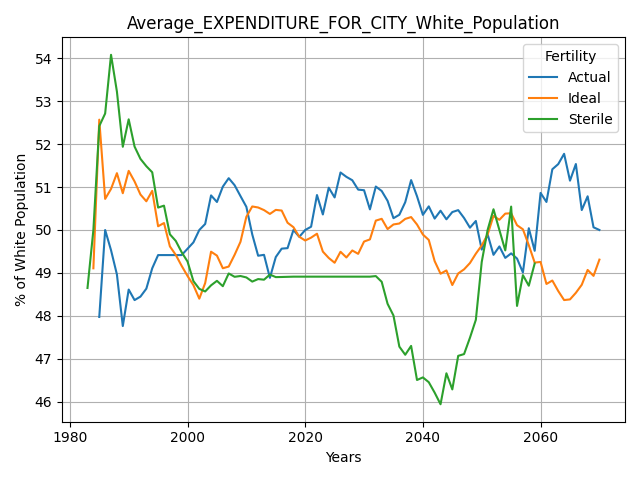 Average_EXPENDITURE_FOR_CITY_White_Population
Fertility
Actual
Ideal
Sterile
% of White Population
54
53
52
51
50
49
48
47
46
1980
2000
2020
2040
2060
Years